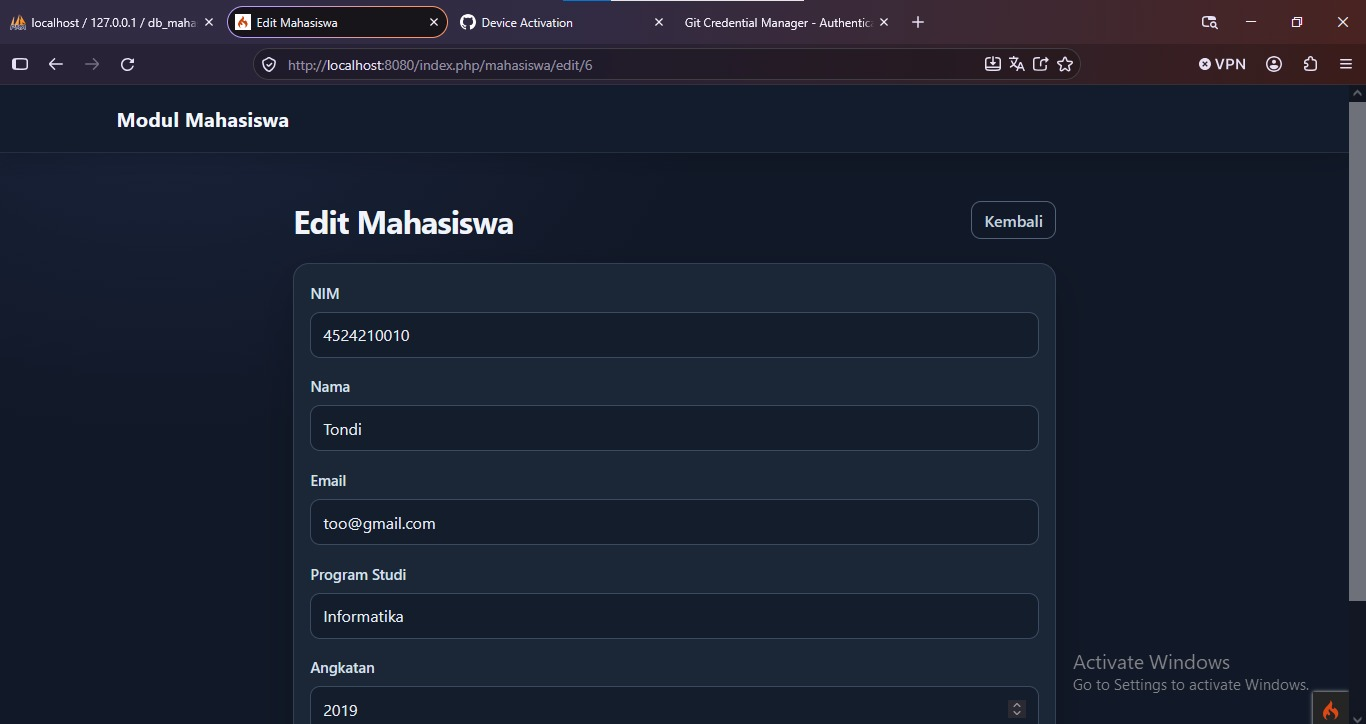 localhost / 127.0.0.1 / db_maha
Edit Mahasiswa
Device Activation
Git Credential Manager - Authentic
http://localhost:8080/index.php/mahasiswa/edit/6
VPN
Modul Mahasiswa
Edit Mahasiswa
Kembali
NIM
4524210010
Nama
Tondi
Email
too@gmail.com
Program Studi
Informatika
Angkatan
2019
Activate Windows
Go to Settings to activate Windows.